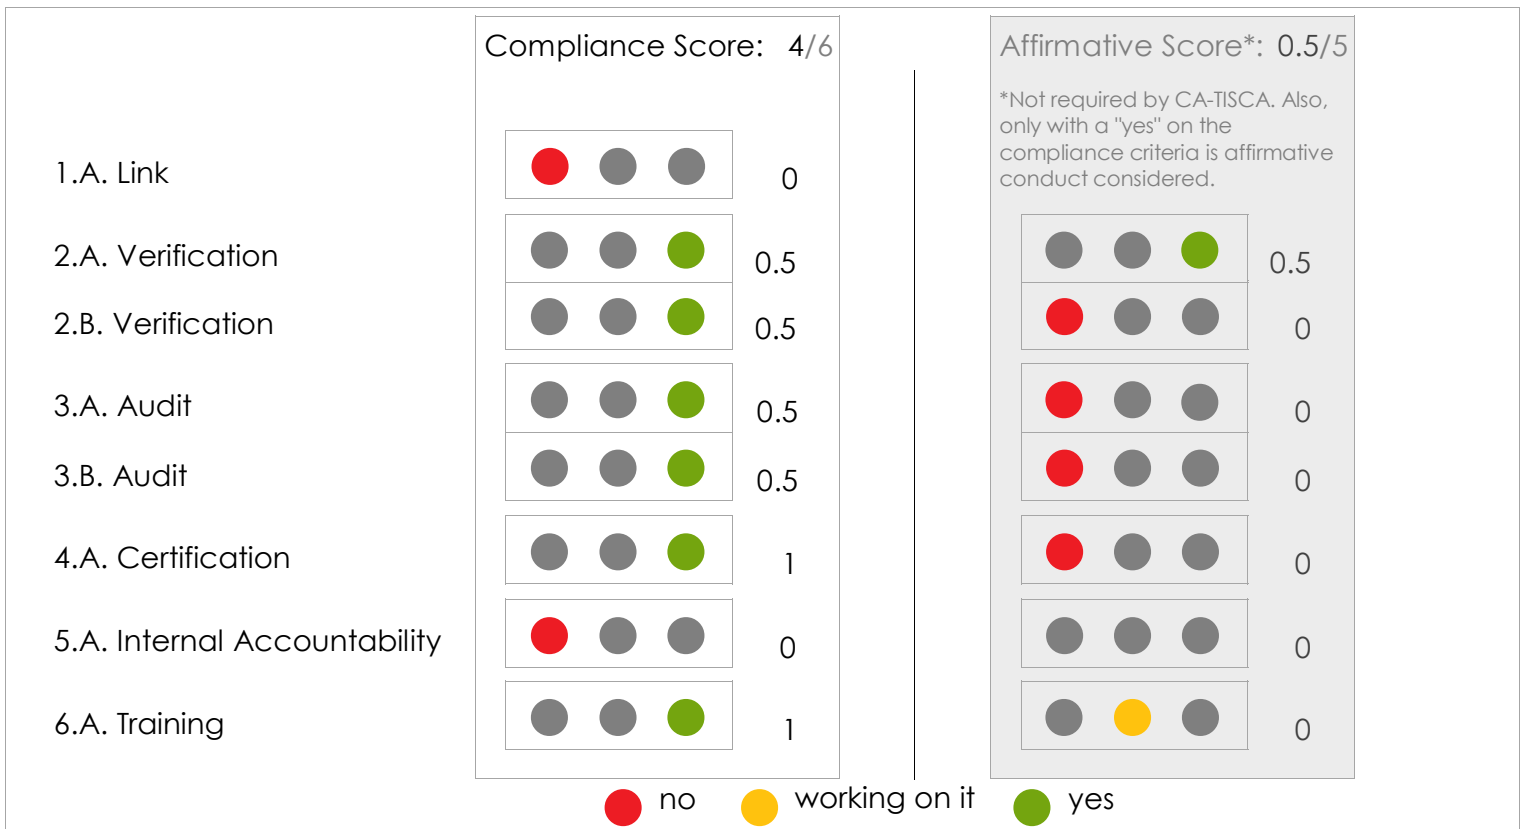 Compliance Score: 4/6
Affirmative Score*: 0.5/5
*Not required by CA-TISCA. Also,
only with a "yes" on the
compliance criteria is affirmative
conduct considered.
1.A. Link 0
2.A. Verification 0.5 0.5
2.B. Verification 0.5 0
3.A. Audit 0.5 0
3.B. Audit 0.5 0
4.A. Certification 1 0
5.A. Internal Accountability 0 0
6.A. Training 1 0
no working on it yes